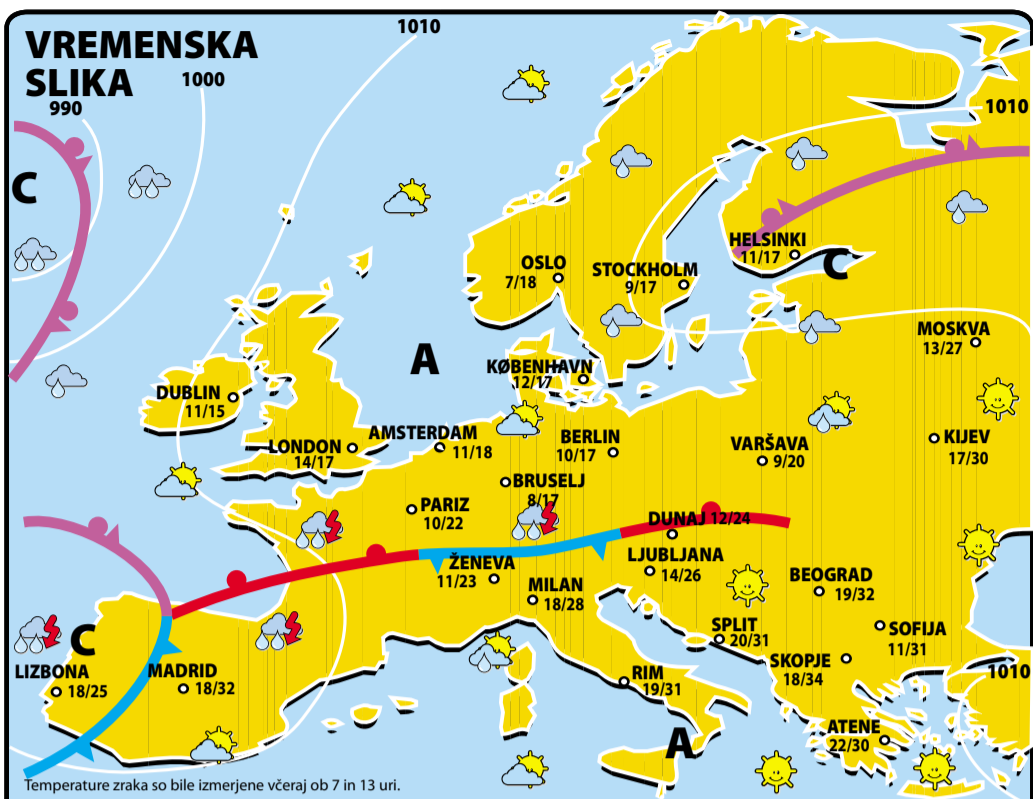 VREMENSKA
SLIKA
1010
1000
990
1010
C
HELSINKI
11/17
C
OSLO
7/18
STOCKHOLM
9/17
MOSKVA
13/27
A
KØBENHAVN
12/17
DUBLIN
11/15
LONDON
14/17
AMSTERDAM
11/18
BERLIN
10/17
VARŠAVA
9/20
KIJEV
17/30
BRUSELJ
8/17
PARIZ
10/22
DUNAJ 12/24
ŽENEVA
11/23
LJUBLJANA
14/26
MILAN
18/28
BEOGRAD
19/32
C
SPLIT
20/31
SOFIJA
11/31
LIZBONA
18/25
MADRID
18/32
RIM
19/31
SKOPJE
18/34
1010
A
ATENE
22/30
Temperature zraka so bile izmerjene včeraj ob 7 in 13 uri.